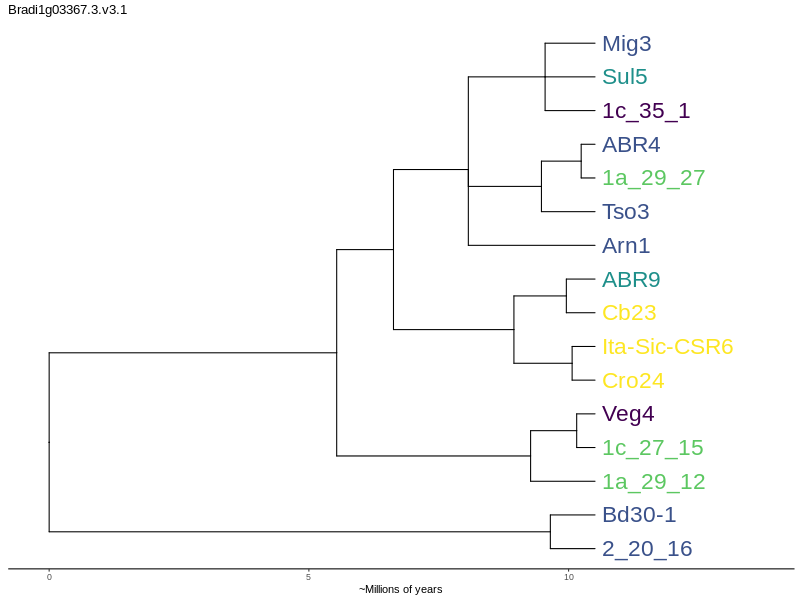 Bradi1g03367.3.v3.1
Mig3
Sul5
1c_35_1
ABR4
1a_29_27
Tso3
Arn1
ABR9
Cb23
Ita-Sic-CSR6
Cro24
Veg4
1c_27_15
1a_29_12
Bd30-1
2_20_16
0 5 10
~Millions of years